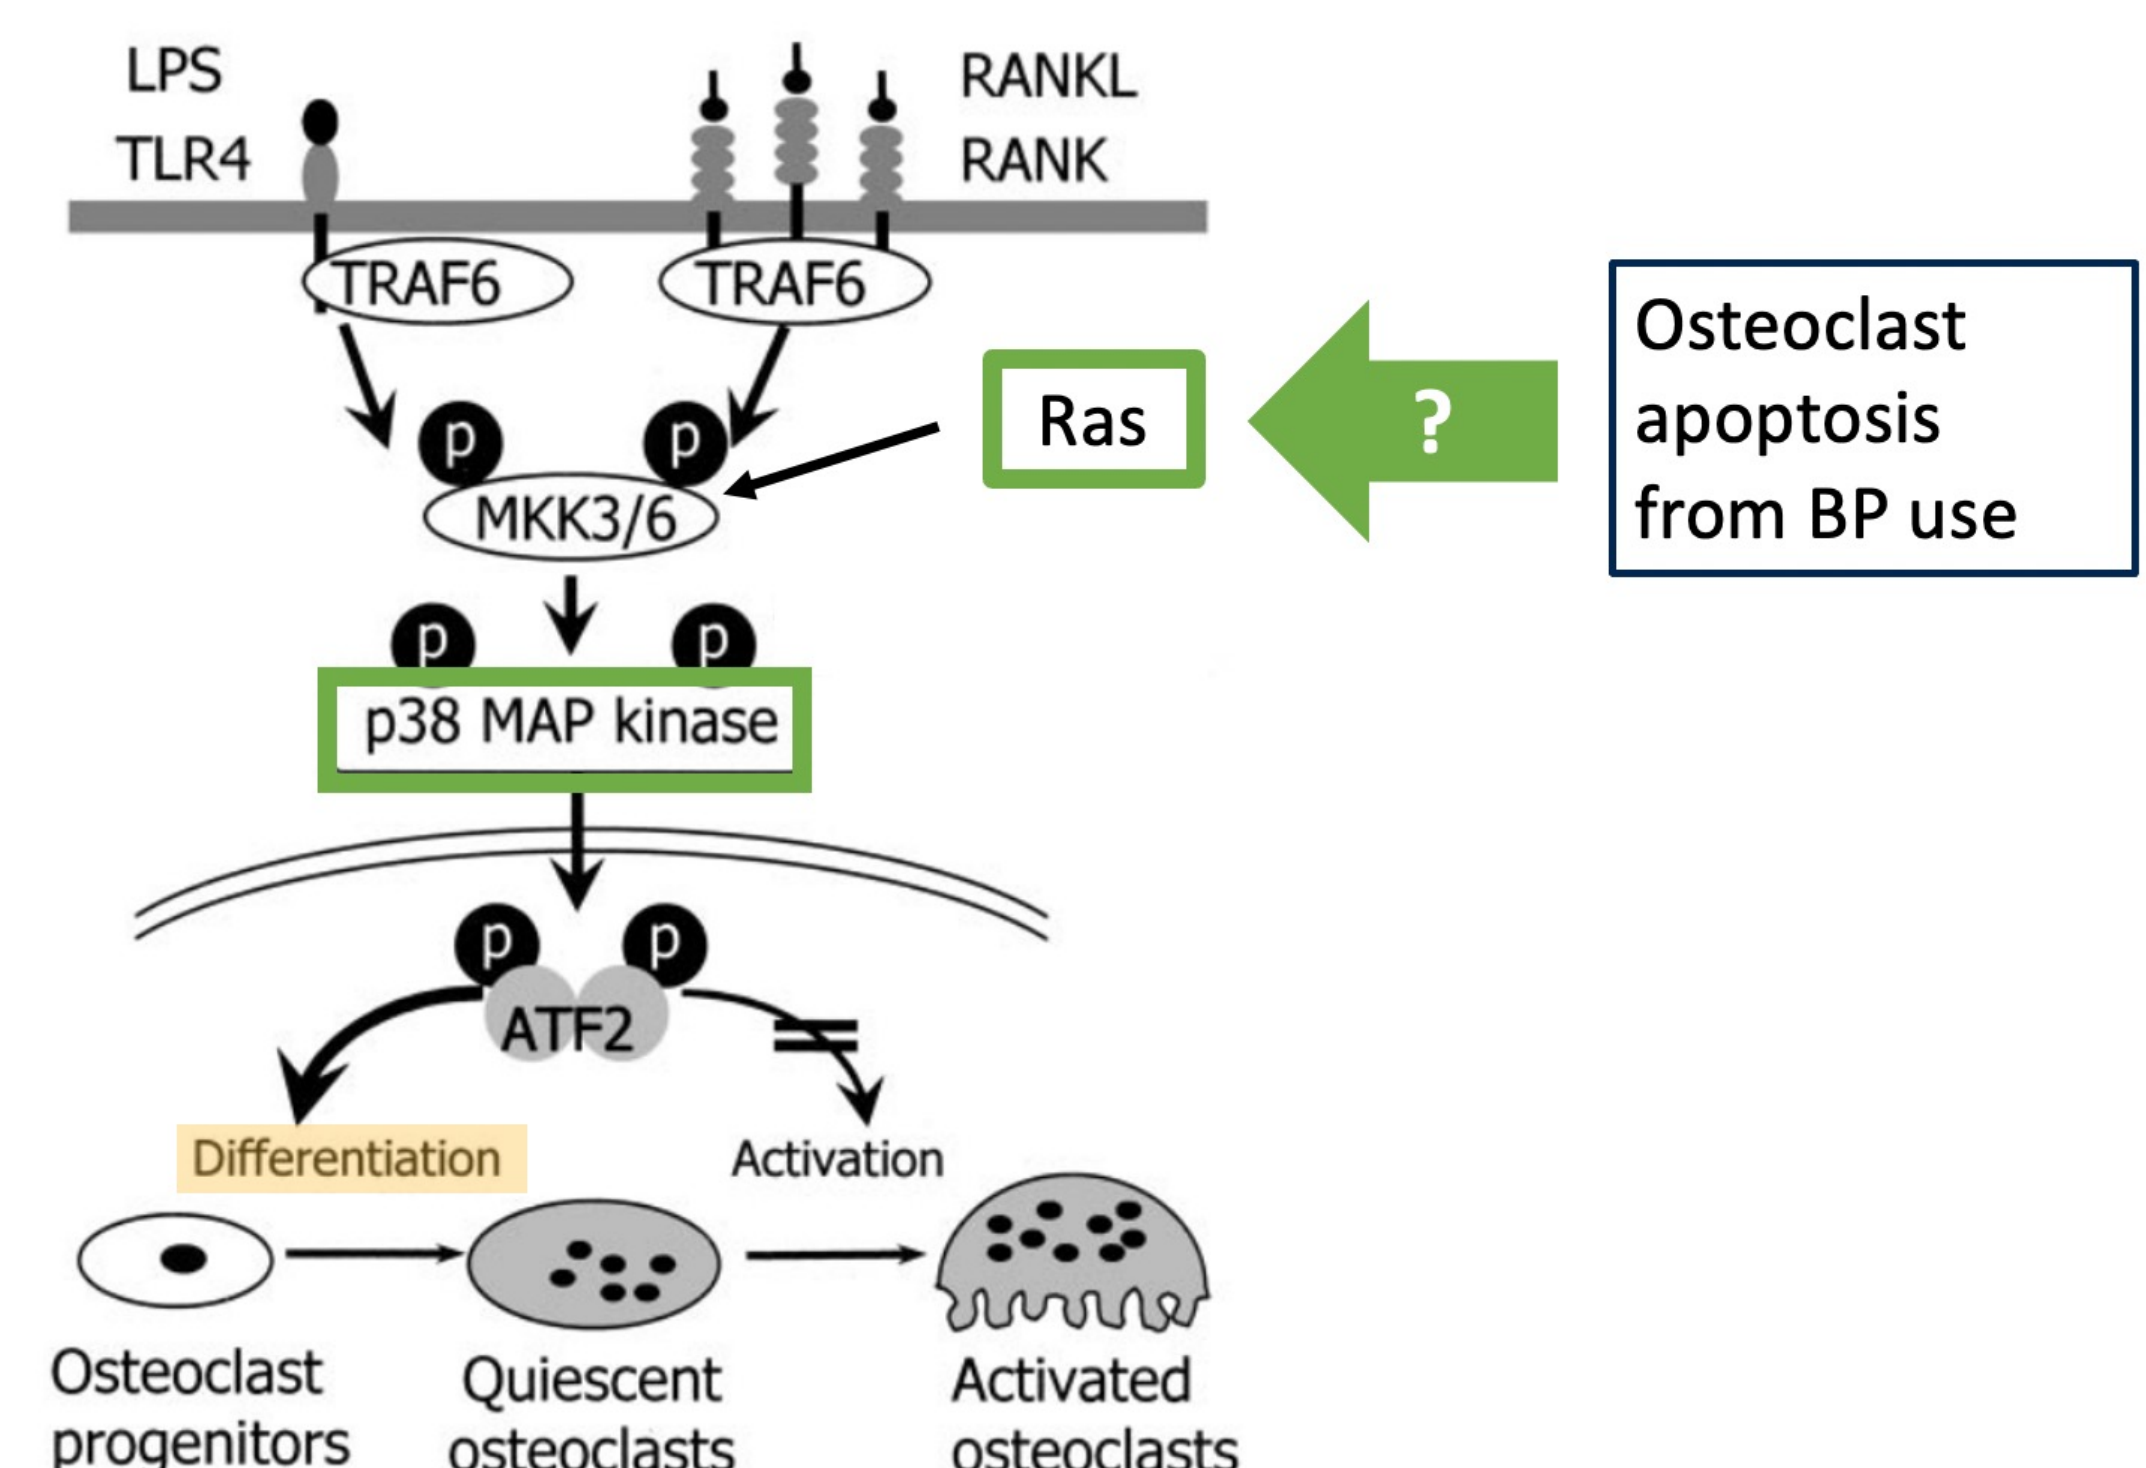 LPS
TLR4
RANKL
RANK
TRAF6
TRAF6
p
p
MKK3/6
Ras
?
Osteoclast
apoptosis
from BP use
p
p
p38 MAP kinase
p
p
ATF2
Differentiation
Activation
Osteoclast
progenitors
Quiescent
osteoclasts
Activated
osteoclasts